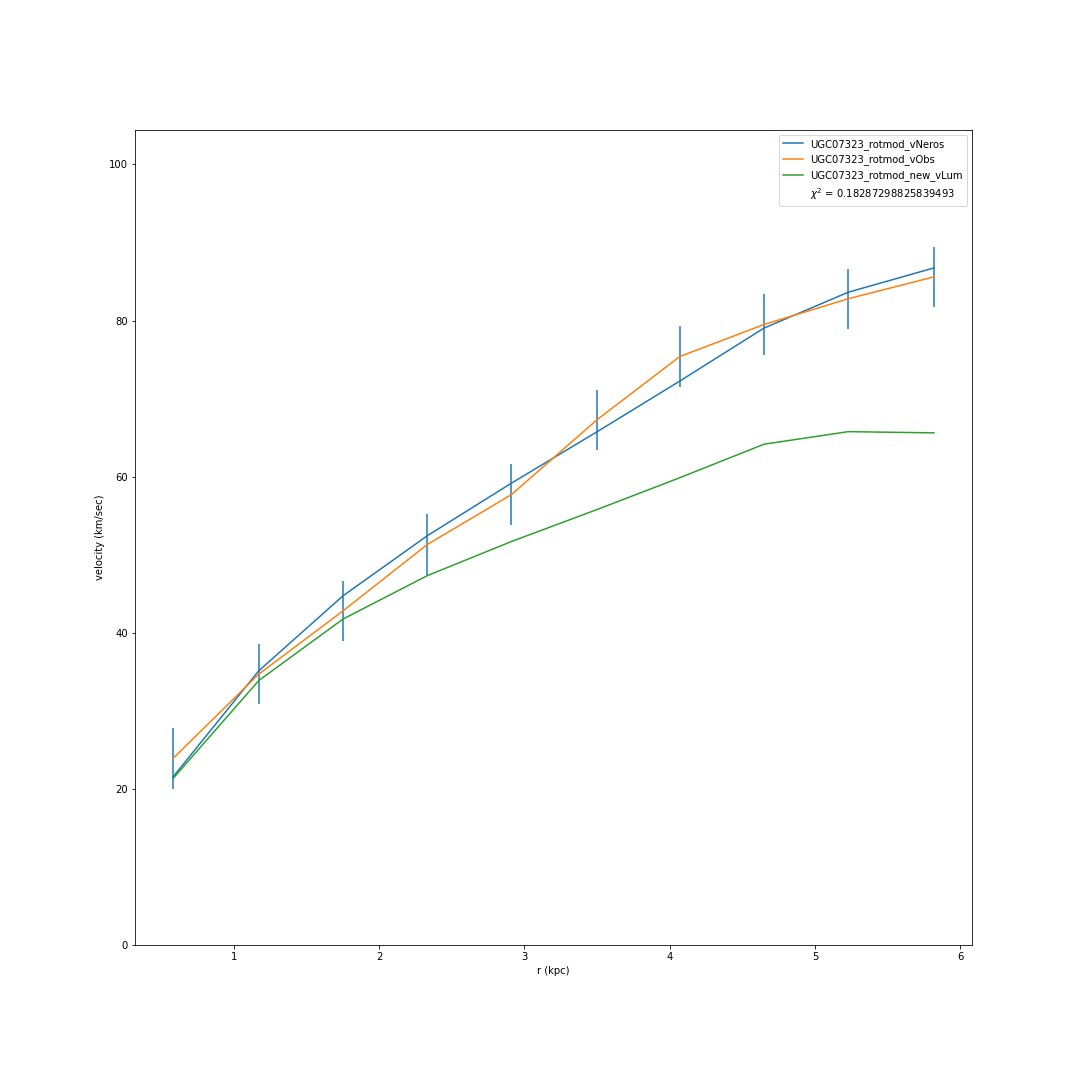 UGC07323_rotmod_vNeros
UGC07323_rotmod_vObs
UGC07323_rotmod_new_vLum
χ² = 0.18287298825839493
100
80
60
40
20
0
velocity (km/sec)
1 2 3 4 5 6
r (kpc)